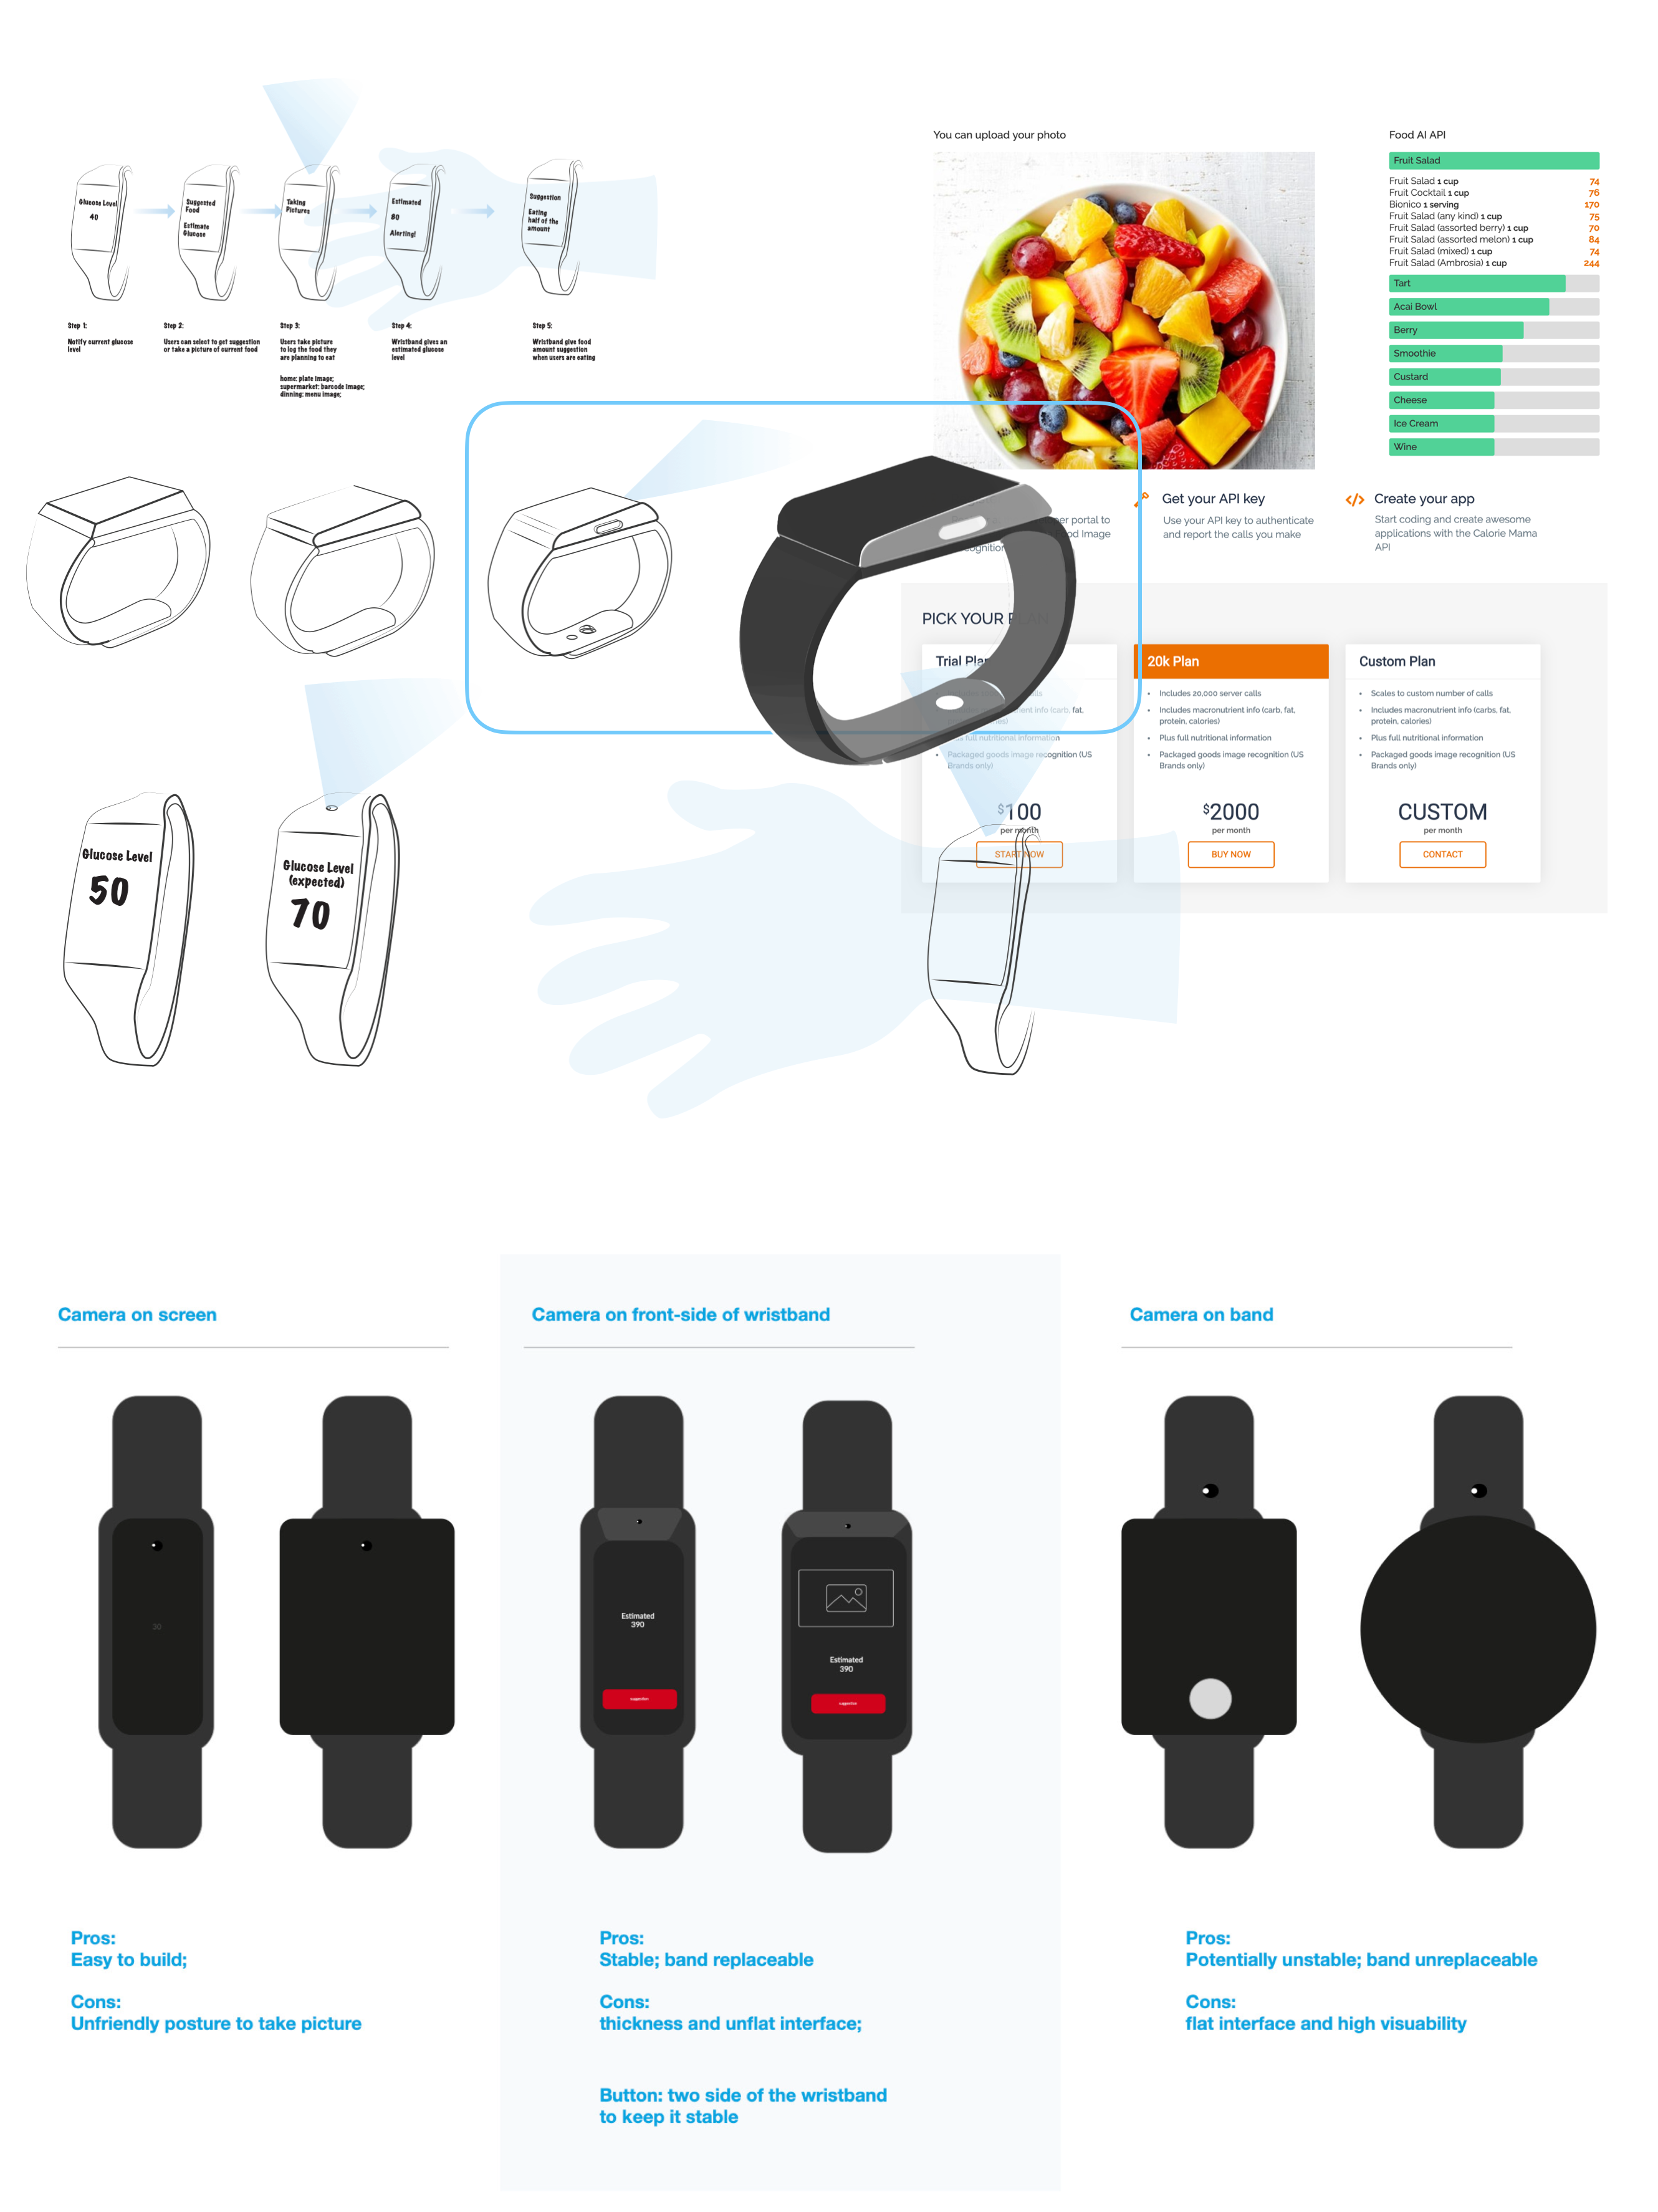 Glucose Level
40
Suggested
Food
Estimate
Glucose
Taking
Pictures
Estimated
80
Alerting!
Suggestion
Eating
half of the
amount
Step 1:
Notify current glucose
level
Step 2:
Users can select to get suggestion
or take a picture of current food
Step 3:
Users take picture
to log the food they
are planning to eat
home: plate image;
supermarket: barcode image;
dinning: menu image;
Step 4:
Wristband gives an
estimated glucose
level
Step 5:
Wristband give food
amount suggestion
when users are eating
You can upload your photo
Food AI API
Fruit Salad
Fruit Salad 1 cup 74
Fruit Cocktail 1 cup 76
Bionico 1 serving 170
Fruit Salad (any kind) 1 cup 75
Fruit Salad (assorted berry) 1 cup 70
Fruit Salad (assorted melon) 1 cup 84
Fruit Salad (mixed) 1 cup 74
Fruit Salad (Ambrosia) 1 cup 244
Tart
Acai Bowl
Berry
Smoothie
Custard
Cheese
Ice Cream
Wine
portal to
Image
Get your API key
Use your API key to authenticate
and report the calls you make
Create your app
Start coding and create awesome
applications with the Calorie Mama
API
PICK YOUR PLAN
Trial Plan
info (carb, fat,
Plus full nutritional information
Packaged goods image recognition (US
Brands only)
$100
per month
START NOW
20k Plan
Includes 20,000 server calls
Includes macronutrient info (carb, fat,
protein, calories)
Plus full nutritional information
Packaged goods image recognition (US
Brands only)
$2000
per month
BUY NOW
Custom Plan
Scales to custom number of calls
Includes macronutrient info (carbs, fat,
protein, calories)
Plus full nutritional information
Packaged goods image recognition (US
Brands only)
CUSTOM
per month
CONTACT
Glucose Level
50
Glucose Level
(expected)
70
Camera on screen
30
Pros:
Easy to build;
Cons:
Unfriendly posture to take picture
Camera on front-side of wristband
Estimated
390
suggestion
Estimated
390
suggestion
Pros:
Stable; band replaceable
Cons:
thickness and unflat interface;
Button: two side of the wristband
to keep it stable
Camera on band
Pros:
Potentially unstable; band unreplaceable
Cons:
flat interface and high visuability